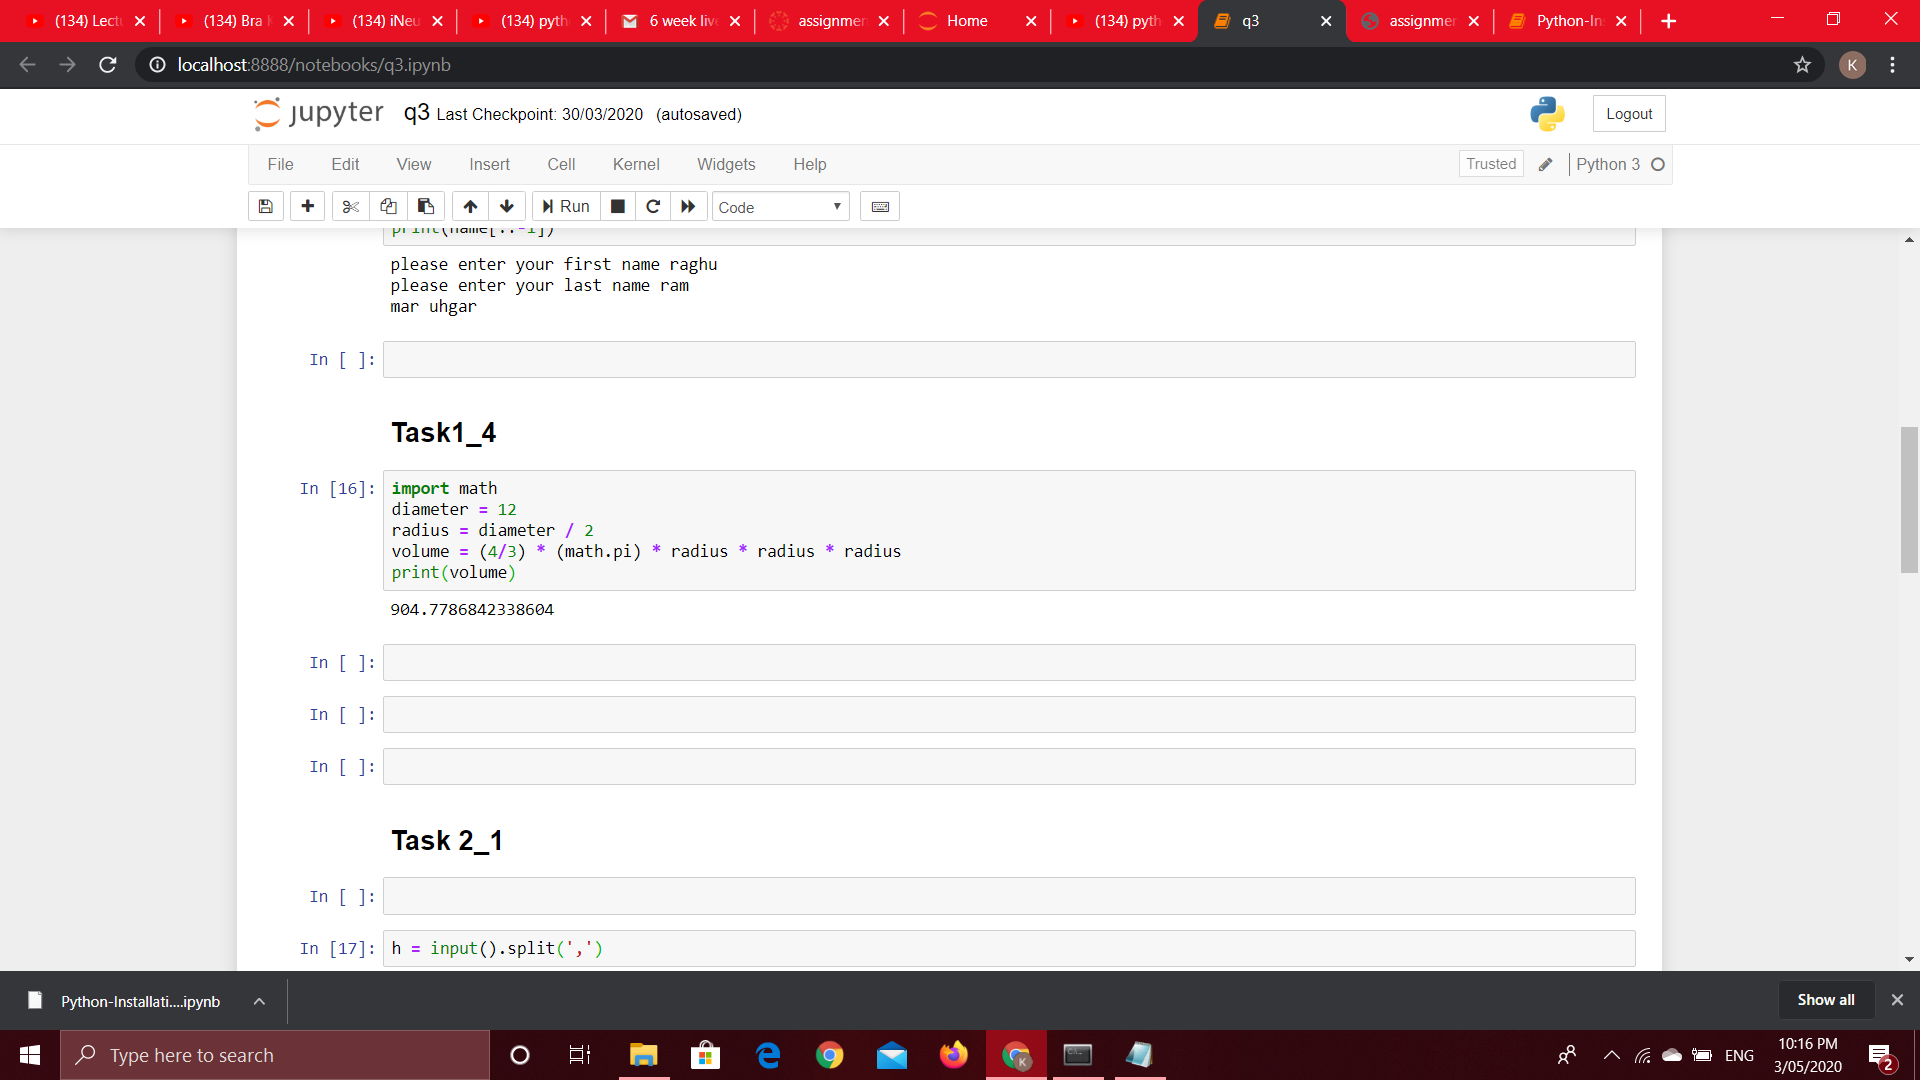 (134) Lectu
(134) Bra
(134) iNeu
(134) pyth
6 week live
assignmen
Home
(134) pyth
q3
assignmen
Python-In
localhost:8888/notebooks/q3.ipynb
K
jupyter q3 Last Checkpoint: 30/03/2020 (autosaved)
Logout
File Edit View Insert Cell Kernel Widgets Help
Trusted
Python 3
Run
Code
print(name[::-1])
please enter your first name raghu
please enter your last name ram
mar uhgar
In [ ]:
Task1_4
In [16]:
import math
diameter = 12
radius = diameter / 2
volume = (4/3) * (math.pi) * radius * radius * radius
print(volume)
904.7786842338604
In [ ]:
In [ ]:
In [ ]:
Task 2_1
In [ ]:
In [17]: h = input().split(',')
Python-Installati....ipynb
Show all
Type here to search
K
ENG
10:16 PM
3/05/2020
2